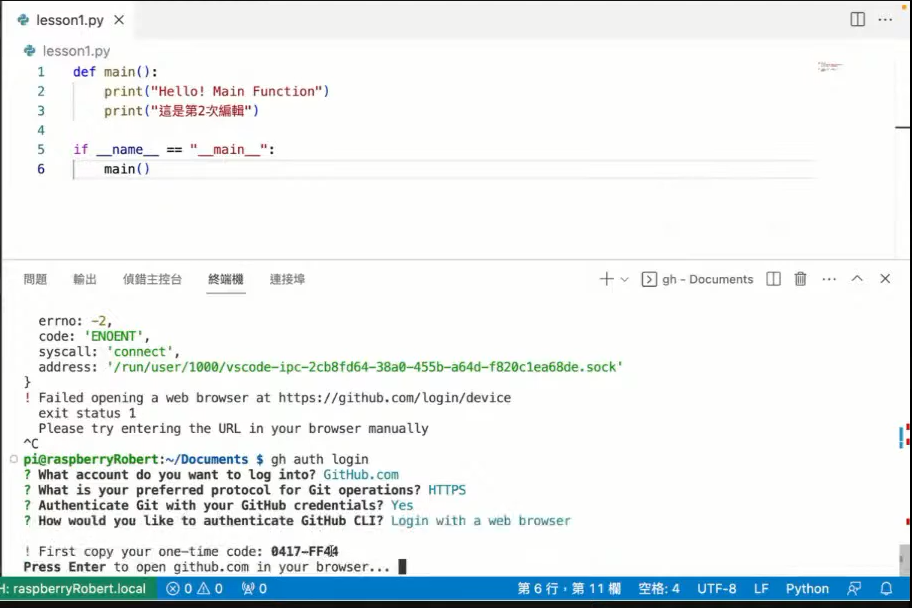 lesson1.py
lesson1.py
1 def main():
2 print("Hello! Main Function")
3 print("這是第2次編輯")
4
5 if __name__ == "__main__":
6 main()
問題 輸出 偵錯主控台 終端機 連接埠 gh - Documents
errno: -2,
code: 'ENOENT',
syscall: 'connect',
address: '/run/user/1000/vscode-ipc-2cb8fd64-38a0-455b-a64d-f820c1ea68de.sock'
}
! Failed opening a web browser at https://github.com/login/device
exit status 1
Please try entering the URL in your browser manually
^C
pi@raspberryRobert:~/Documents $ gh auth login
? What account do you want to log into? GitHub.com
? What is your preferred protocol for Git operations? HTTPS
? Authenticate Git with your GitHub credentials? Yes
? How would you like to authenticate GitHub CLI? Login with a web browser
! First copy your one-time code: 0417-FF44
Press Enter to open github.com in your browser...
H: raspberryRobert.local 0 0 0 第 6 行,第 11 欄 空格: 4 UTF-8 LF Python